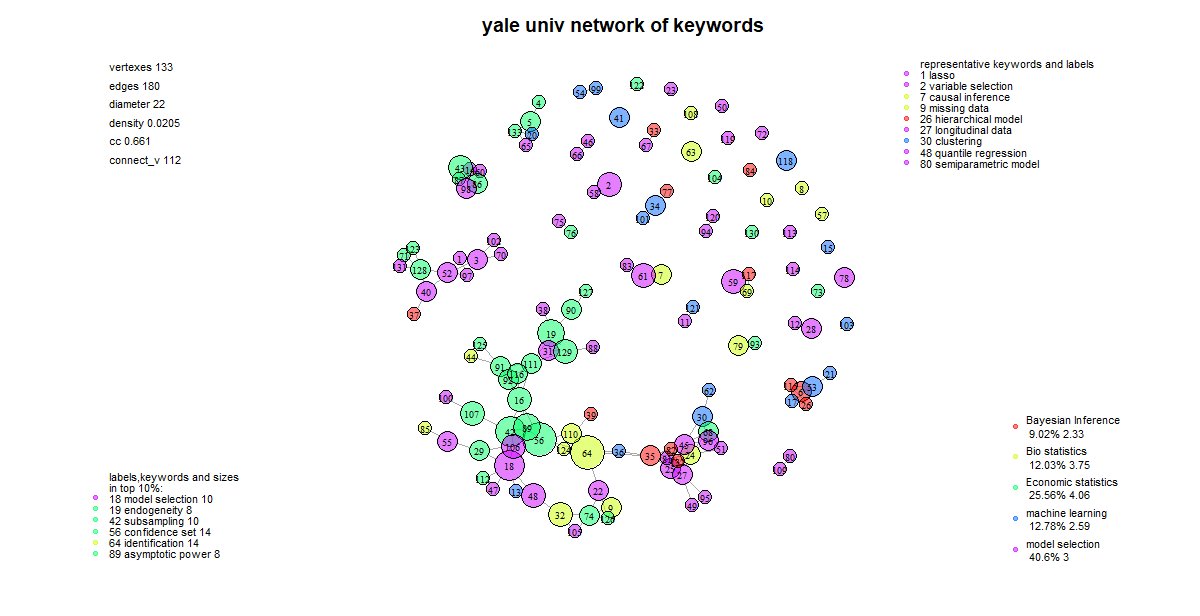 yale univ network of keywords
vertexes 133
edges 180
diameter 22
density 0.0205
cc 0.661
connect_v 112
representative keywords and labels
1 lasso
2 variable selection
7 causal inference
9 missing data
26 hierarchical model
27 longitudinal data
30 clustering
48 quantile regression
80 semiparametric model
54 99 122 23
4 41 108 50
5 133 20 33 119 72
65 46 66 67 63 118
43 60 86 98 84
2 58 77 104 8
34 101 10 57
75 76 120 94 130 113 15
123 71 131 128 102 1 3 70
52 97 83 61 7 59 117 69 114 78
40 37 127 73
38 90 121 11 12 28 103
19 31 129 88 79 93
125 44 91 111 92 116
21 53 17 26
100 16 62
107 39 30
85 55 42 89 56 110 96
29 106 124 64 36 35 45 51
18 24 27
112 47 13 48 22 95 49
32 74 9 126 105
80 109
labels,keywords and sizes
in top 10%:
18 model selection 10
19 endogeneity 8
42 subsampling 10
56 confidence set 14
64 identification 14
89 asymptotic power 8
Bayesian Inference
9.02% 2.33
Bio statistics
12.03% 3.75
Economic statistics
25.56% 4.06
machine learning
12.78% 2.59
model selection
40.6% 3